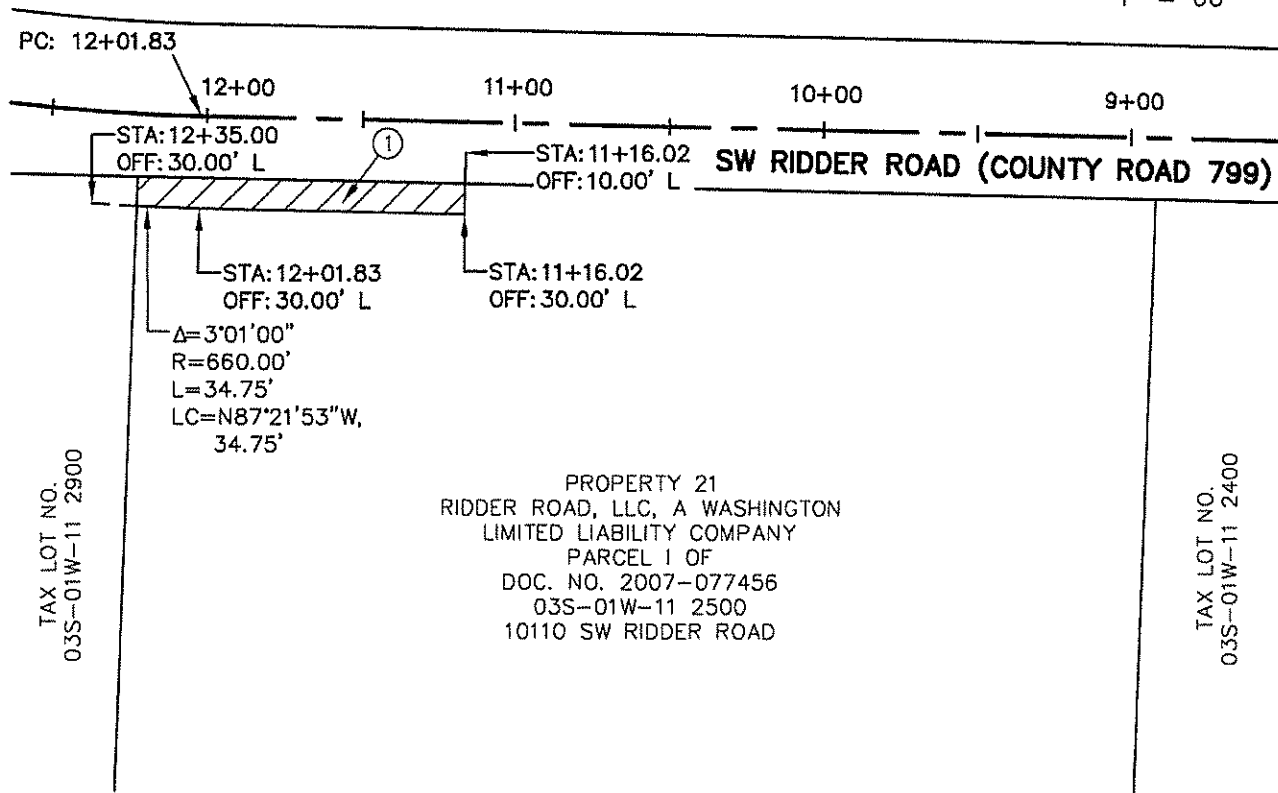 PC: 12+01.83
12+00
11+00
10+00
9+00
STA: 12+35.00
OFF: 30.00' L
1
STA: 11+16.02
OFF: 10.00' L
SW RIDDER ROAD (COUNTY ROAD 799)
STA: 12+01.83
OFF: 30.00' L
STA: 11+16.02
OFF: 30.00' L
Δ=3°01'00"
R=660.00'
L=34.75'
LC=N87°21'53"W,
34.75'
TAX LOT NO.
03S-01W-11 2900
PROPERTY 21
RIDDER ROAD, LLC, A WASHINGTON
LIMITED LIABILITY COMPANY
PARCEL I OF
DOC. NO. 2007-077456
03S-01W-11 2500
10110 SW RIDDER ROAD
TAX LOT NO.
03S-01W-11 2400